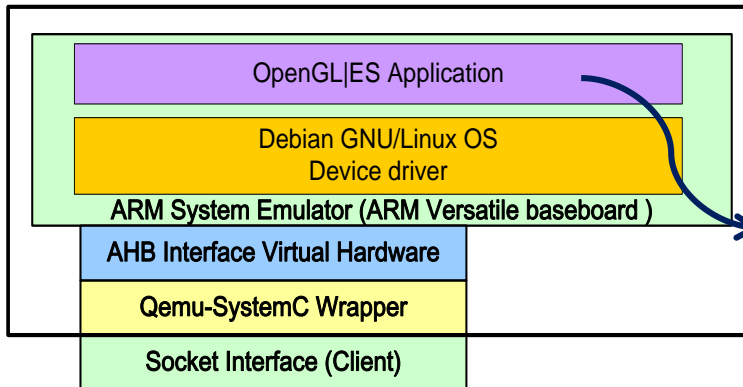 OpenGL|ES Application
Debian GNU/Linux OS
Device driver
ARM System Emulator (ARM Versatile baseboard )
AHB Interface Virtual Hardware
Qemu-SystemC Wrapper
Socket Interface (Client)